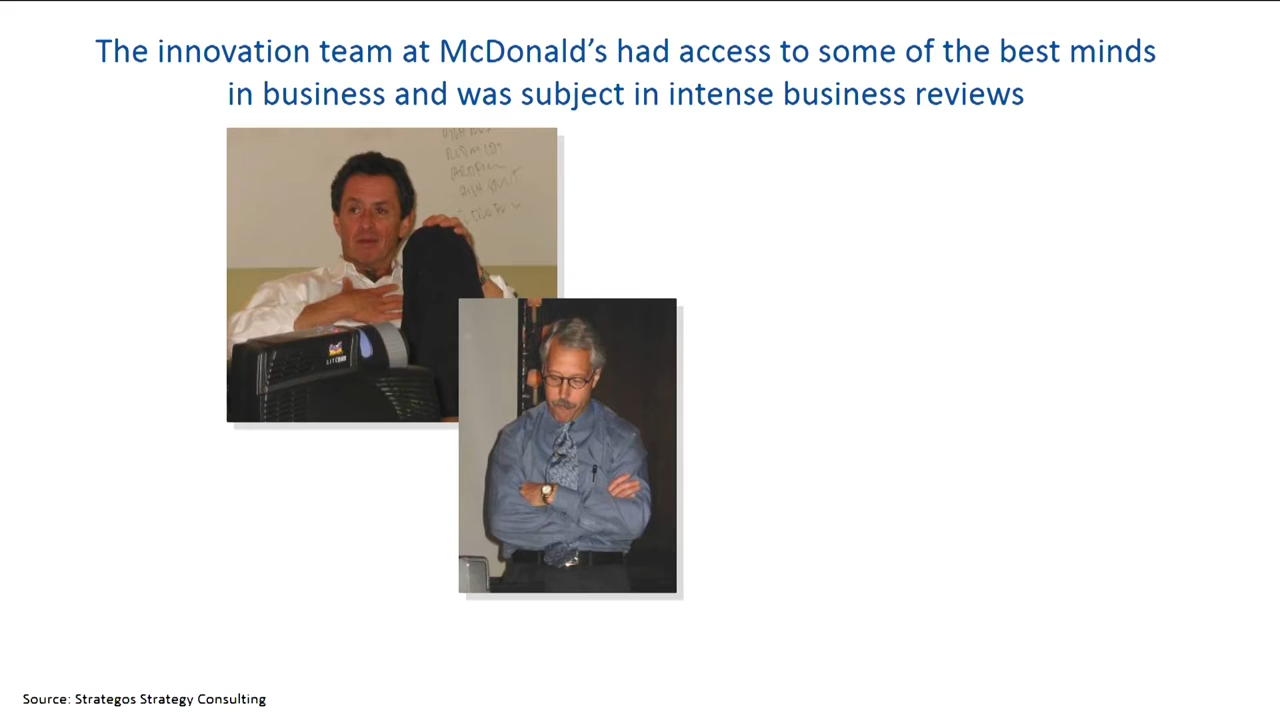 The innovation team at McDonald's had access to some of the best minds
in business and was subject in intense business reviews
Source: Strategos Strategy Consulting